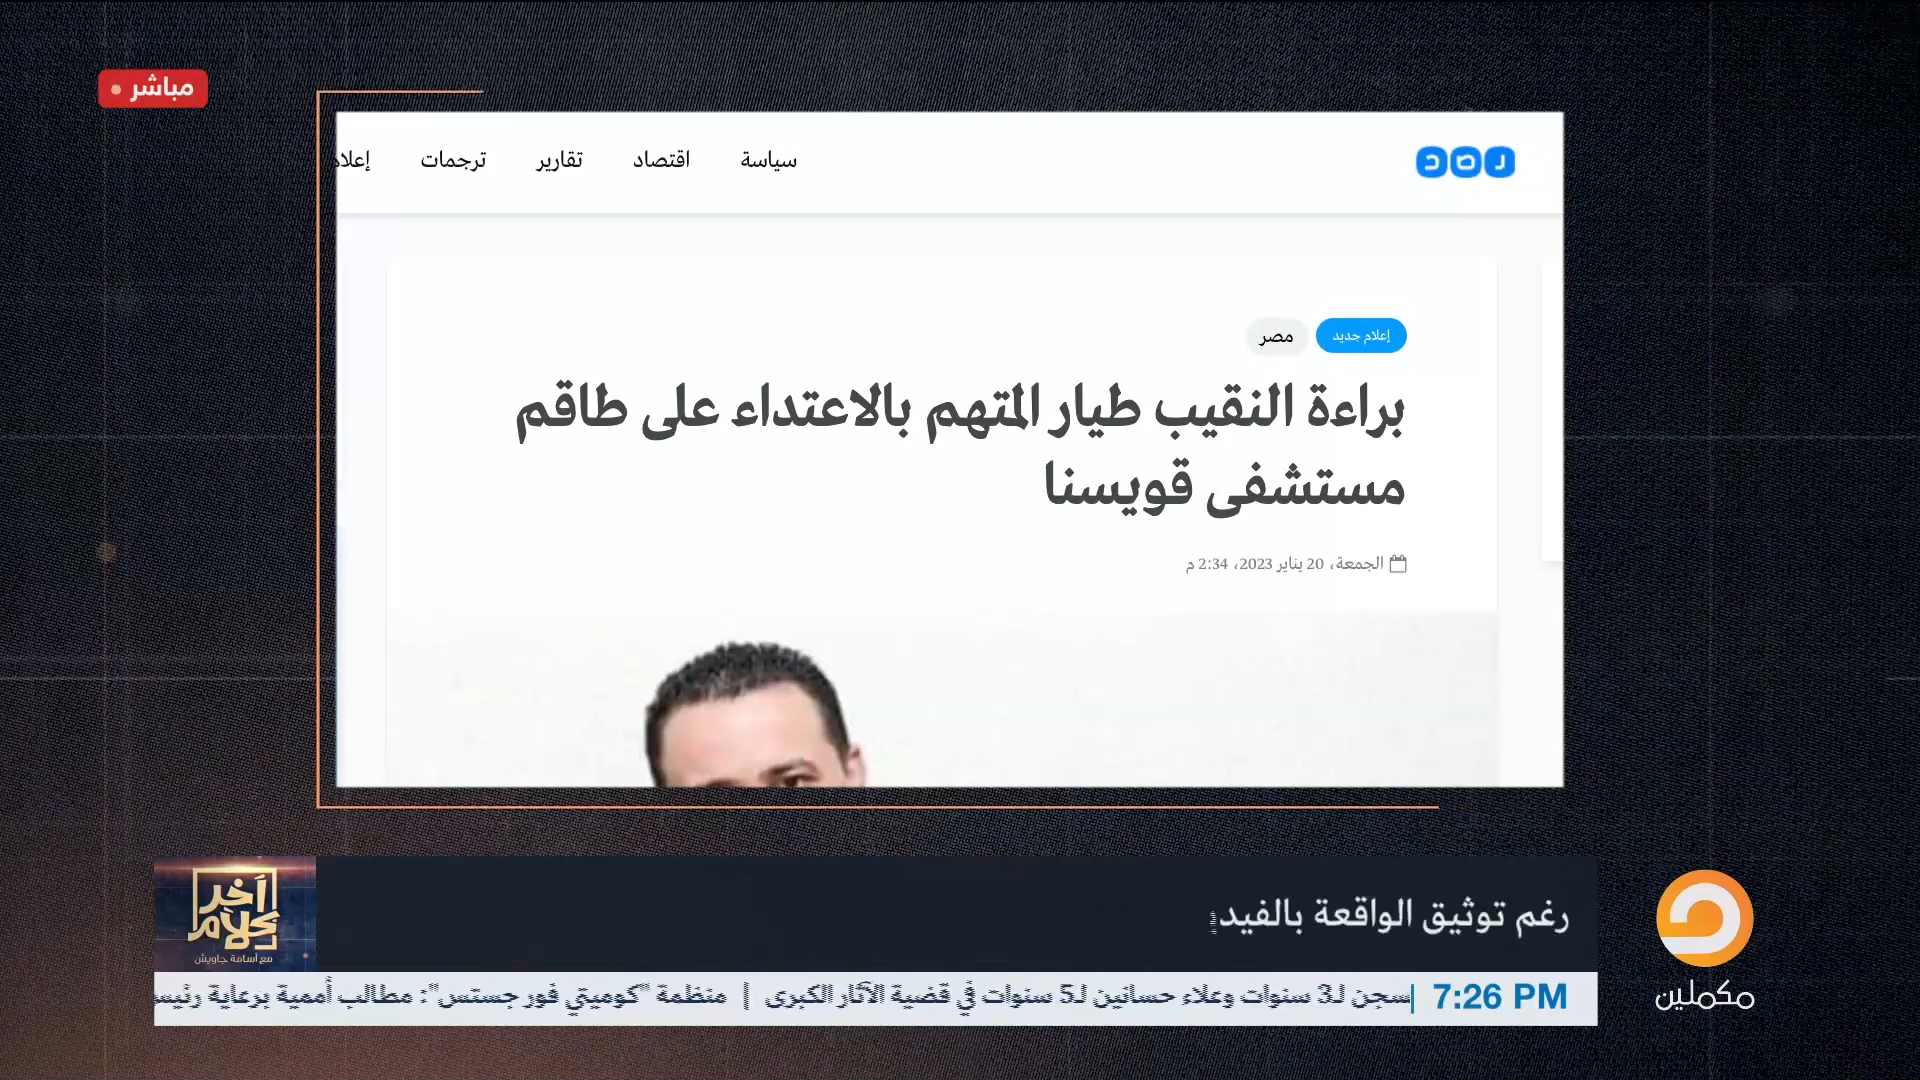 مباشر
رصد
سياسة اقتصاد تقارير ترجمات
إعلام جديد مصر
براءة النقيب طيار المتهم بالاعتداء على طاقم
مستشفى قويسنا
الجمعة، 20 يناير 2023، 2:34 م
رغم توثيق الواقعة بالفيد
آخر كلام
مع أسامة جاويش
7:26 PM
سجن لـ3 سنوات وعلاء حسانين لـ5 سنوات في قضية الآثار الكبرى | منظمة "كوميتي فور جستس": مطالب أممية برعاية
مكملين